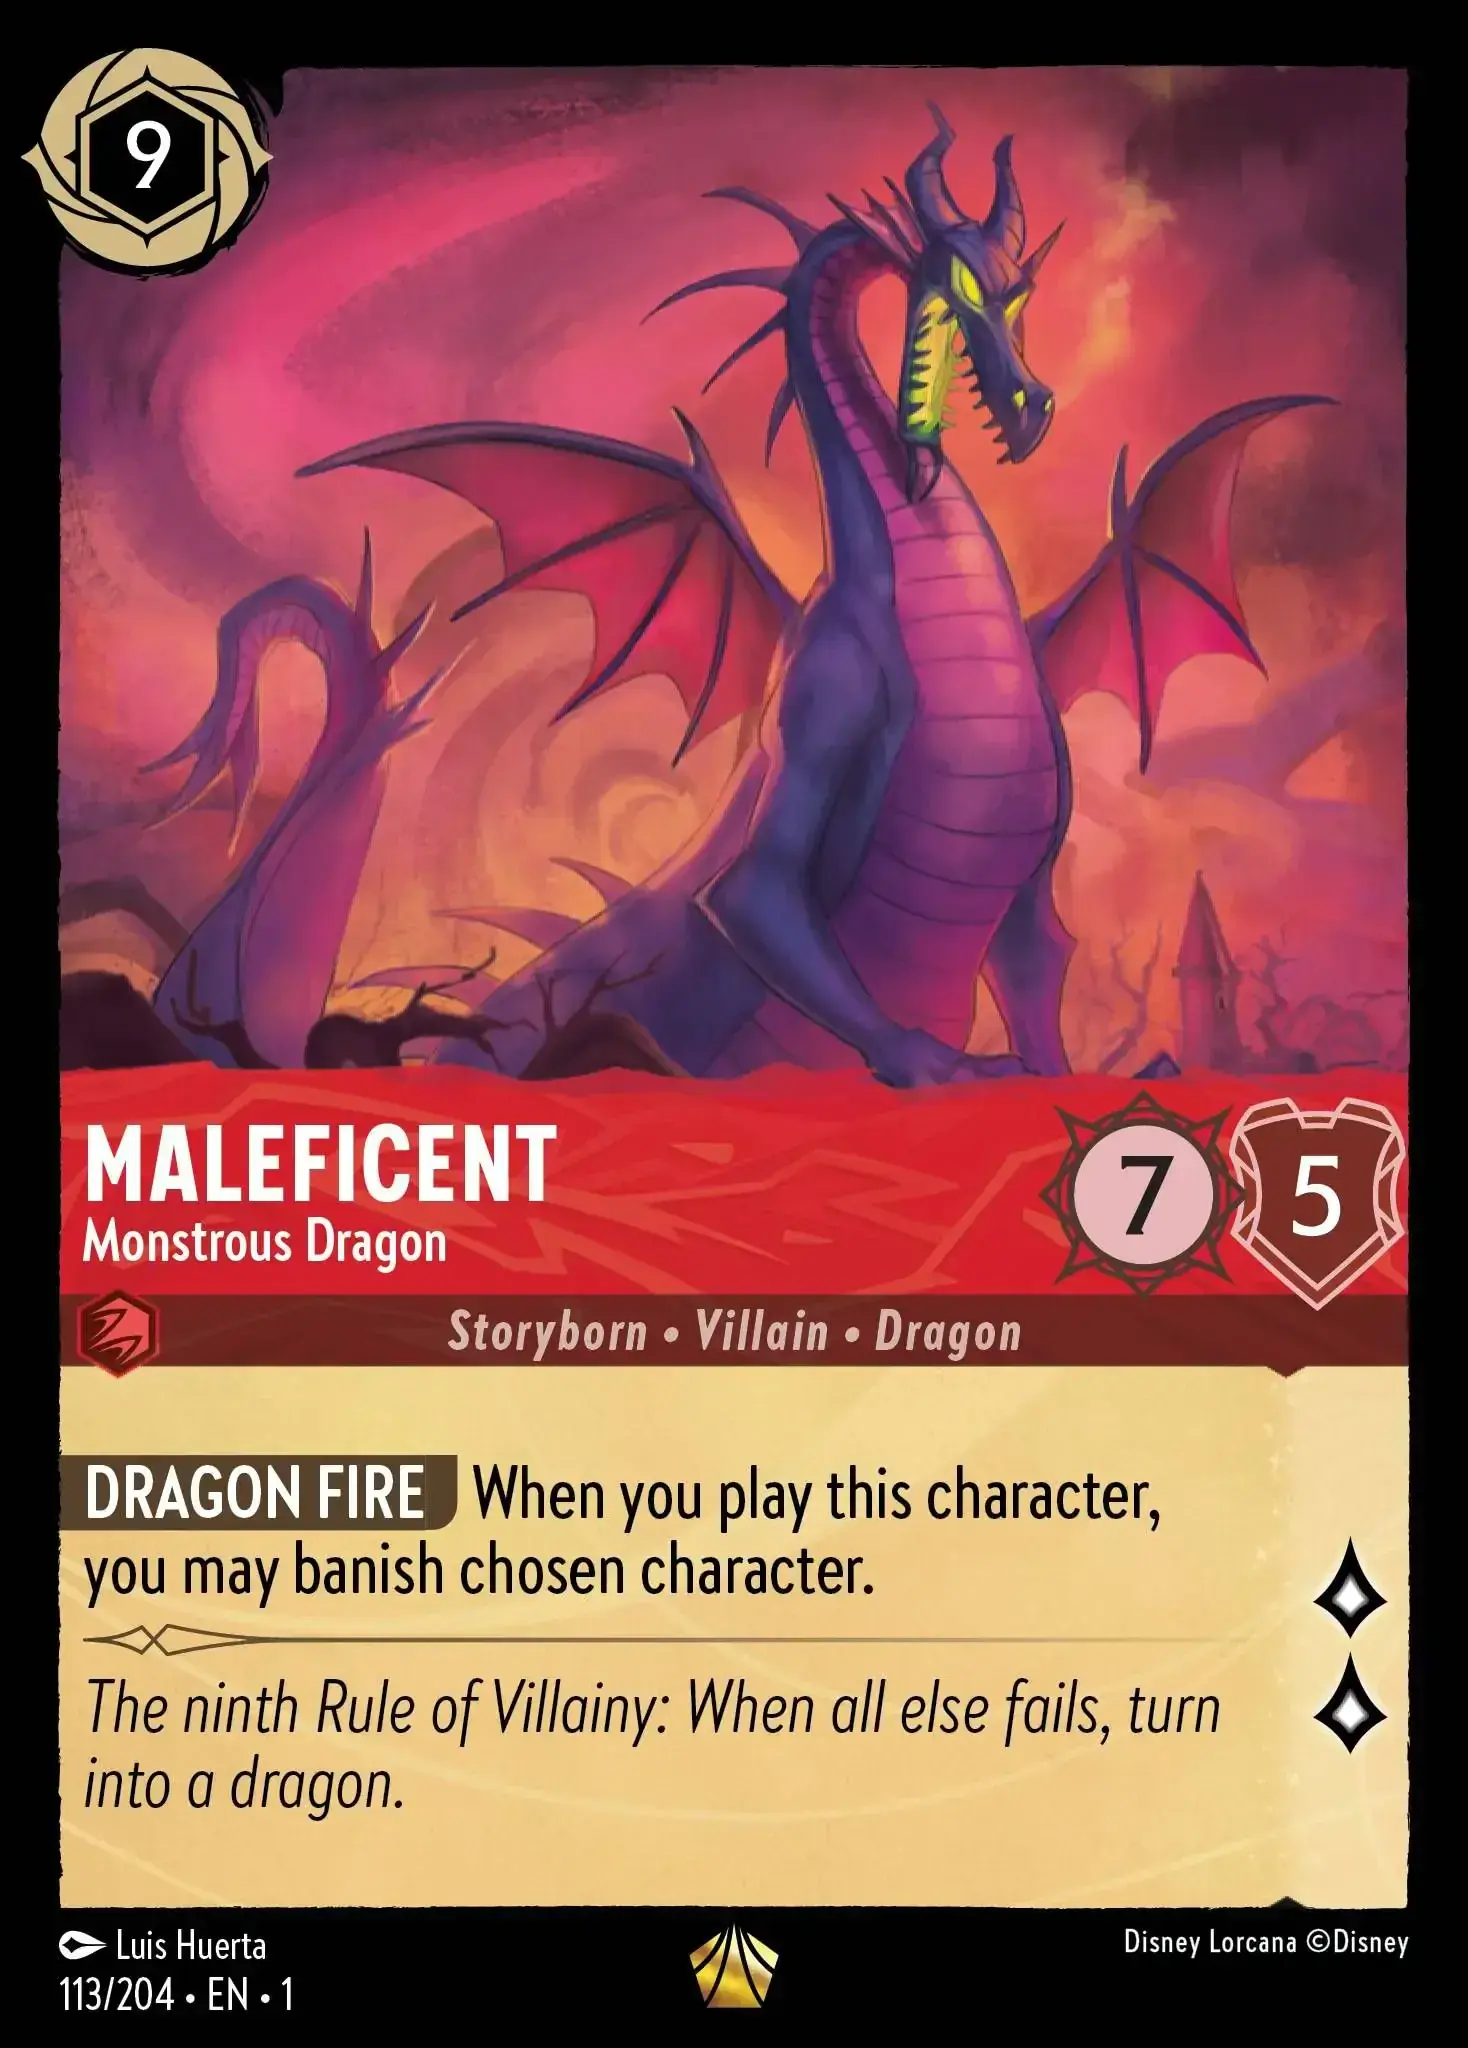 9
MALEFICENT
Monstrous Dragon
7
5
Storyborn • Villain • Dragon
DRAGON FIRE When you play this character,
you may banish chosen character.
The ninth Rule of Villainy: When all else fails, turn
into a dragon.
Luis Huerta
113/204 • EN • 1
Disney Lorcana ©Disney